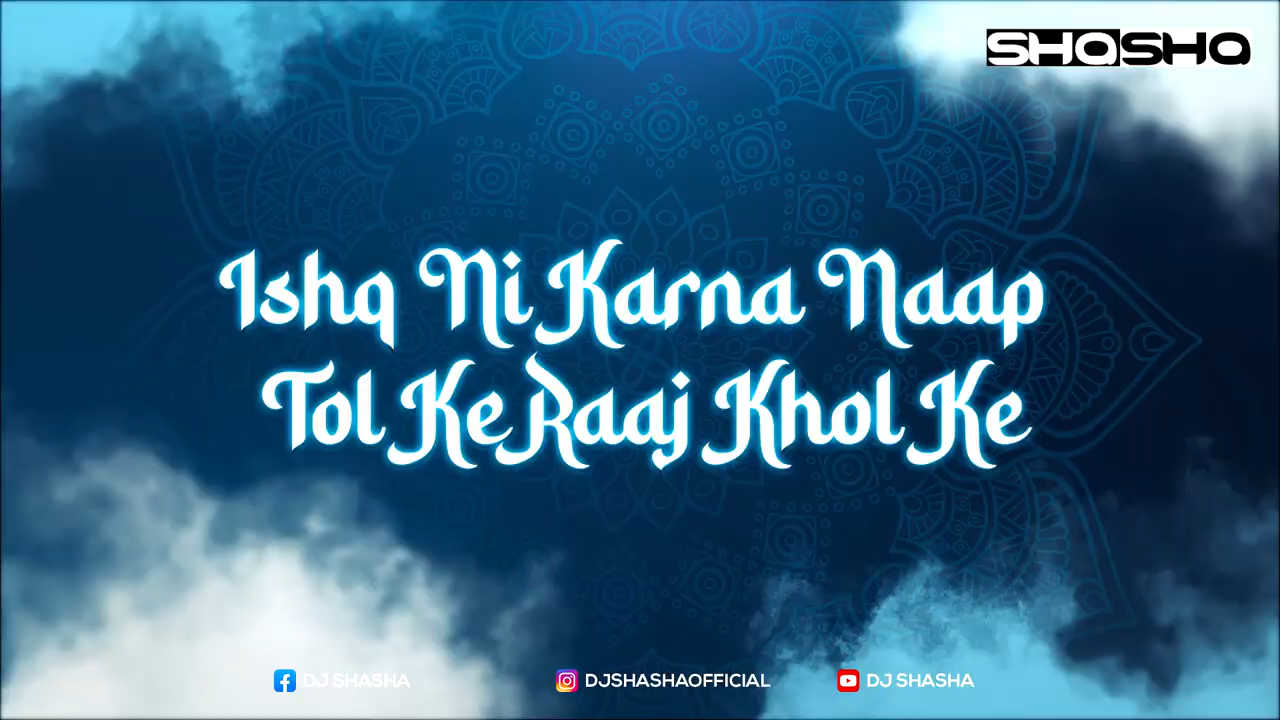 SHASHA
Ishq Ni Karna Naap
Tol Ke Raaj Khol Ke
DJ SHASHA DJSHASHAOFFICIAL DJ SHASHA